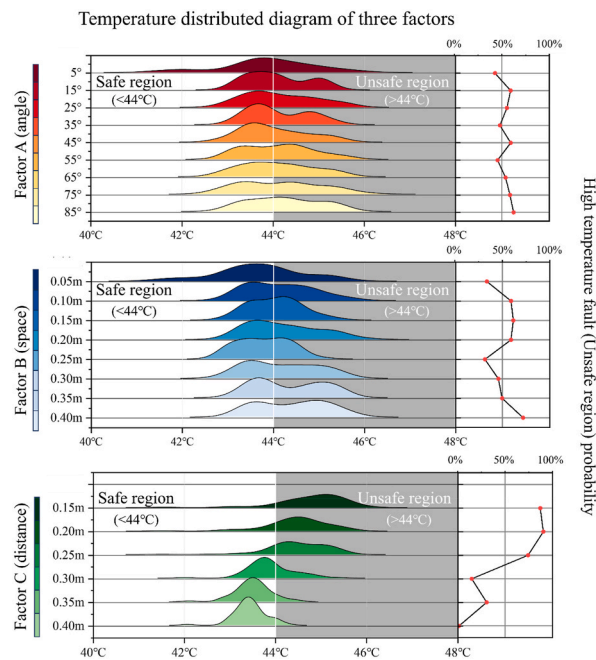 Temperature distributed diagram of three factors
0% 50% 100%
Safe region
(<44℃)
Unsafe region
(>44℃)
Factor A (angle)
5°
15°
25°
35°
45°
55°
65°
75°
85°
40℃ 42℃ 44℃ 46℃ 48℃
0% 50% 100%
Safe region
(<44℃)
Unsafe region
(>44℃)
Factor B (space)
0.05m
0.10m
0.15m
0.20m
0.25m
0.30m
0.35m
0.40m
40℃ 42℃ 44℃ 46℃ 48℃
0% 50% 100%
Safe region
(<44℃)
Unsafe region
(>44℃)
Factor C (distance)
0.15m
0.20m
0.25m
0.30m
0.35m
0.40m
40℃ 42℃ 44℃ 46℃ 48℃
High temperature fault (Unsafe region) probability